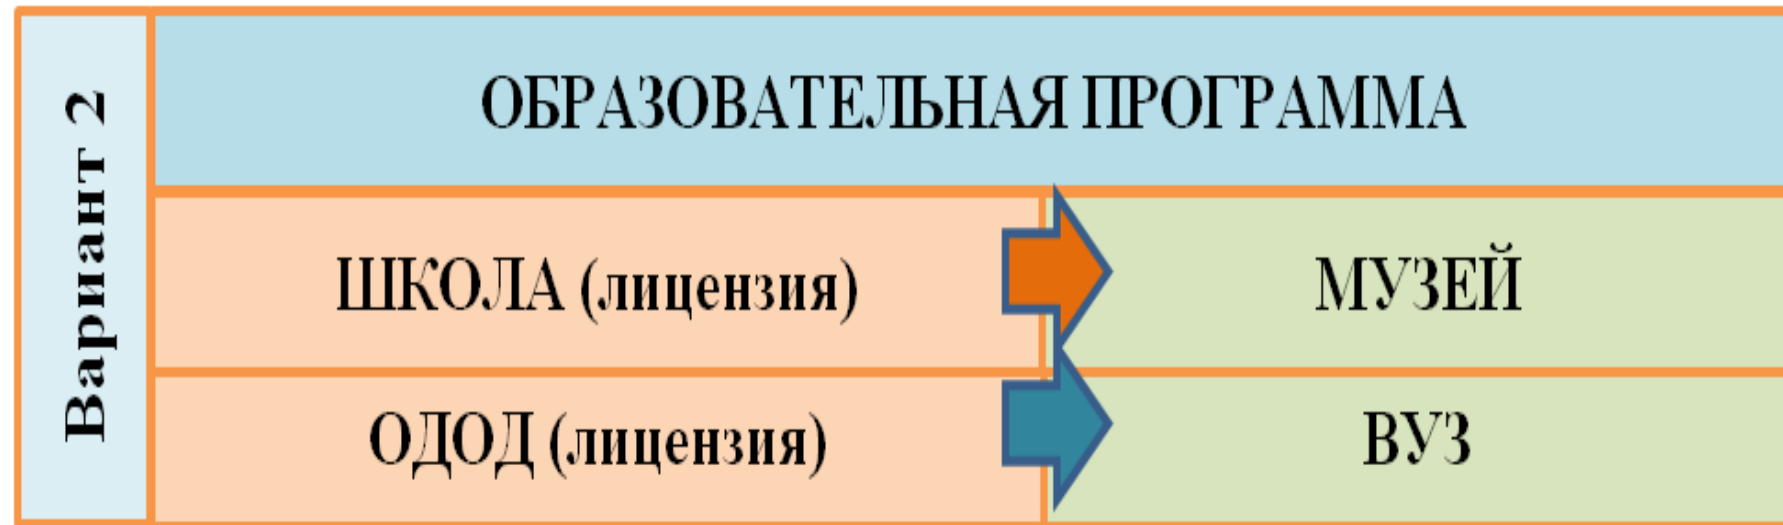 Вариант 2
ОБРАЗОВАТЕЛЬНАЯ ПРОГРАММА
ШКОЛА (лицензия)
МУЗЕЙ
ОДОД (лицензия)
ВУЗ